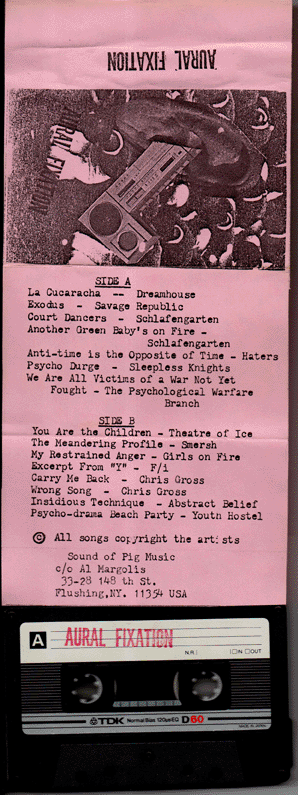 AURAL FIXATION
AURAL FIXATION
SIDE A
La Cucaracha -- Dreamhouse
Exodus - Savage Republic
Court Dancers - Schlafengarten
Another Green Baby's on Fire -
Schlafengarten
Anti-time is the Opposite of Time - Haters
Psycho Durge - Sleepless Knights
We Are All Victims of a War Not Yet
Fought - The Psychological Warfare
Branch
SIDE B
You Are the Children - Theatre of Ice
The Meandering Profile - Smersh
My Restrained Anger - Girls on Fire
Excerpt From "Y" - F/i
Carry Me Back - Chris Gross
Wrong Song - Chris Gross
Insidious Technique - Abstract Belief
Psycho-drama Beach Party - Youth Hostel
© All songs copyright the artists
Sound of Pig Music
c/o Al Margolis
33-28 148 th St.
Flushing,NY. 11354 USA
A AURAL FIXATION
N.R. IN OUT
TDK Normal Bias 120μs EQ D60
MADE IN JAPAN